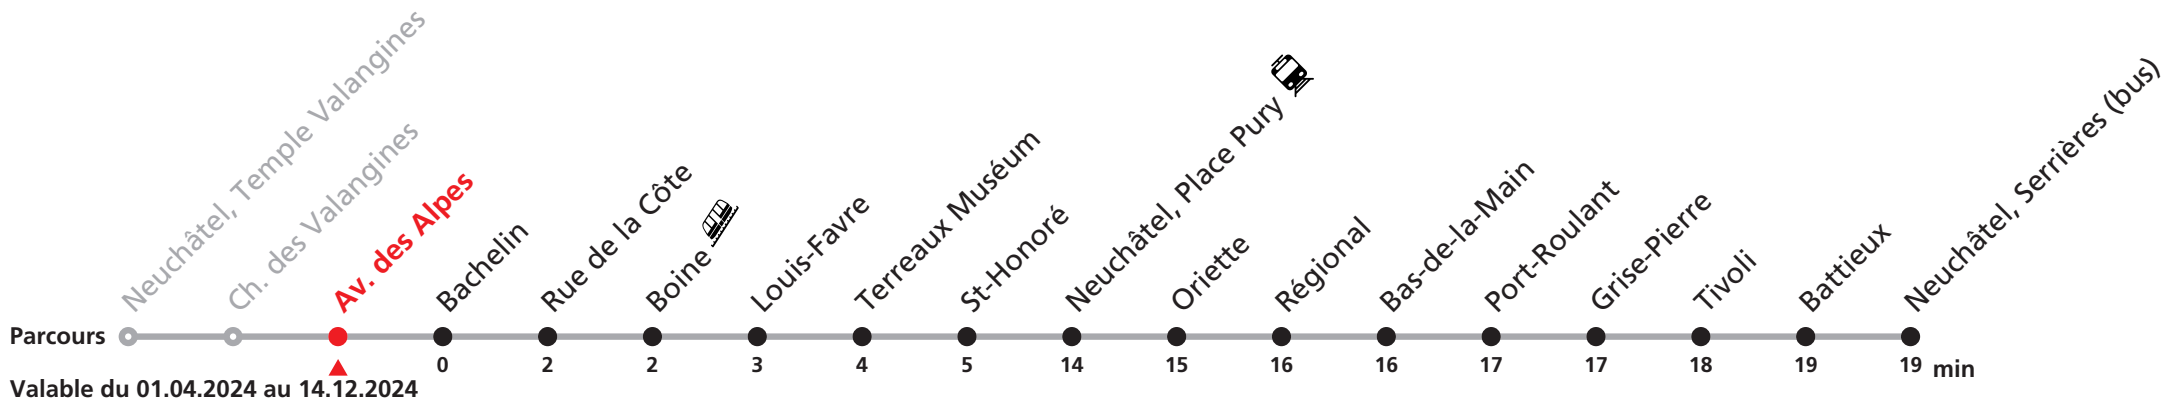 Neuchâtel, Temple Valangines
Ch. des Valangines
Av. des Alpes
Bachelin
Rue de la Côte
Boine
Louis-Favre
Terreaux Muséum
St-Honoré
Neuchâtel, Place Pury
Oriette
Régional
Bas-de-la-Main
Port-Roulant
Grise-Pierre
Tivoli
Battieux
Neuchâtel, Serrières (bus)
Parcours
0 2 2 3 4 5 14 15 16 16 17 17 18 19 19 min
Valable du 01.04.2024 au 14.12.2024